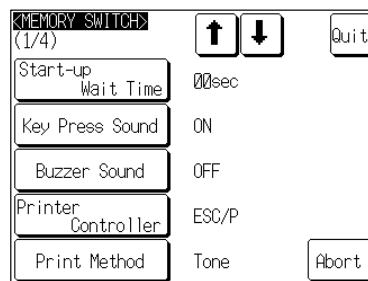 <MEMORY SWITCH>
(1/4)
Quit
Start-up
Wait Time
00sec
Key Press Sound
ON
Buzzer Sound
OFF
Printer
Controller
ESC/P
Print Method
Tone
Abort